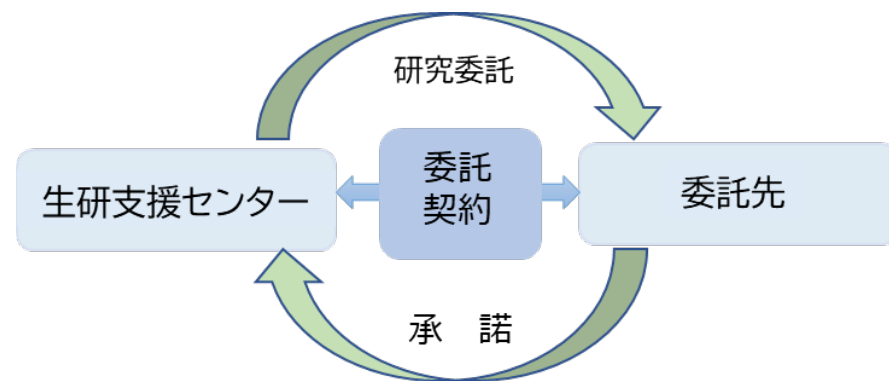 研究委託
委託
契約
生研支援センター
委託先
承　諾